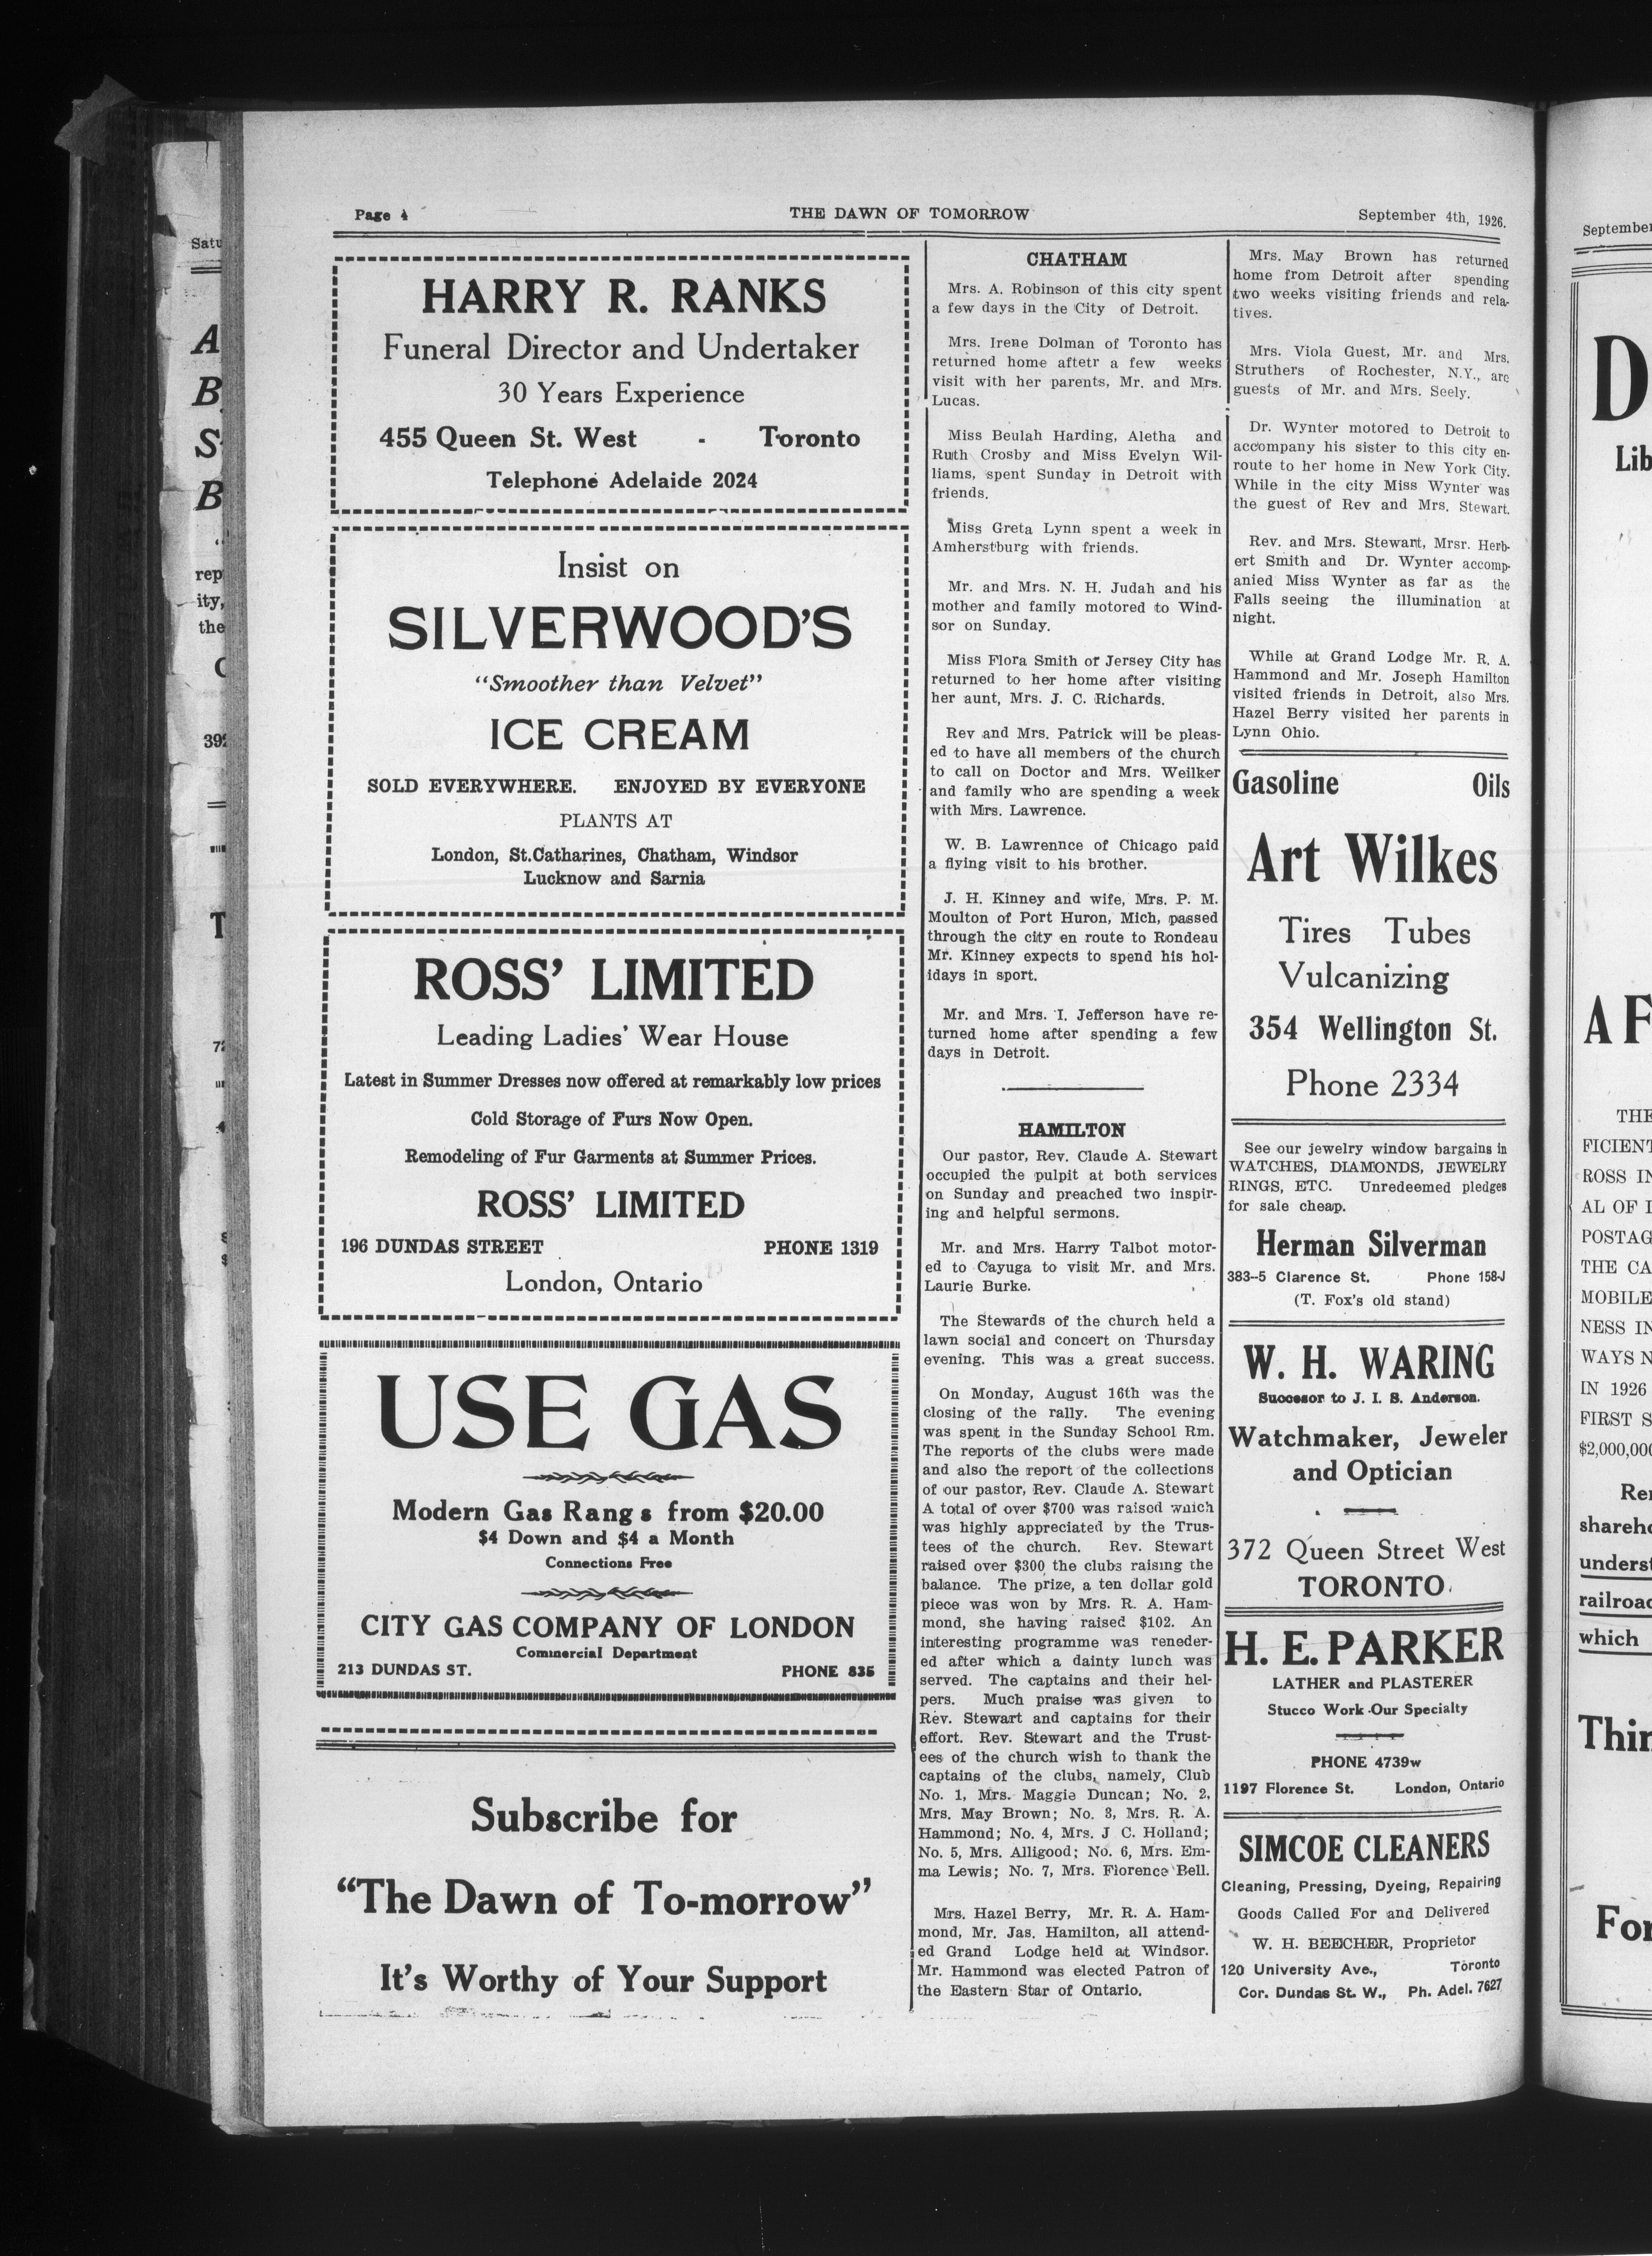 Page 4
THE DAWN OF TOMORROW
September 4th, 1926.
HARRY R. RANKS
Funeral Director and Undertaker
30 Years Experience
455 Queen St. West - Toronto
Telephone Adelaide 2024
Insist on
SILVERWOOD'S
"Smoother than Velvet"
ICE CREAM
SOLD EVERYWHERE. ENJOYED BY EVERYONE
PLANTS AT
London, St.Catharines, Chatham, Windsor
Lucknow and Sarnia
ROSS' LIMITED
Leading Ladies' Wear House
Latest in Summer Dresses now offered at remarkably low prices
Cold Storage of Furs Now Open.
Remodeling of Fur Garments at Summer Prices.
ROSS' LIMITED
196 DUNDAS STREET PHONE 1319
London, Ontario
USE GAS
Modern Gas Rang s from $20.00
$4 Down and $4 a Month
Connections Free
CITY GAS COMPANY OF LONDON
Commercial Department
213 DUNDAS ST. PHONE 835
Subscribe for
"The Dawn of To-morrow"
It's Worthy of Your Support
CHATHAM
Mrs. A. Robinson of this city spent
a few days in the City of Detroit.
Mrs. Irene Dolman of Toronto has
returned home aftetr a few weeks
visit with her parents, Mr. and Mrs.
Lucas.
Miss Beulah Harding, Aletha and
Ruth Crosby and Miss Evelyn Wil-
liams, spent Sunday in Detroit with
friends.
Miss Greta Lynn spent a week in
Amherstburg with friends.
Mr. and Mrs. N. H. Judah and his
mother and family motored to Wind-
sor on Sunday.
Miss Flora Smith or Jersey City has
returned to her home after visiting
her aunt, Mrs. J. C. Richards.
Rev and Mrs. Patrick will be pleas-
ed to have all members of the church
to call on Doctor and Mrs. Weilker
and family who are spending a week
with Mrs. Lawrence.
W. B. Lawrennce of Chicago paid
a flying visit to his brother.
J. H. Kinney and wife, Mrs. P. M.
Moulton of Port Huron, Mich, passed
through the city en route to Rondeau
Mr. Kinney expects to spend his hol-
idays in sport.
Mr. and Mrs. I. Jefferson have re-
turned home after spending a few
days in Detroit.
HAMILTON
Our pastor, Rev. Claude A. Stewart
occupied the pulpit at both services
on Sunday and preached two inspir-
ing and helpful sermons.
Mr. and Mrs. Harry Talbot motor-
ed to Cayuga to visit Mr. and Mrs.
Laurie Burke.
The Stewards of the church held a
lawn social and concert on Thursday
evening. This was a great success.
On Monday, August 16th was the
closing of the rally. The evening
was spent in the Sunday School Rm.
The reports of the clubs were made
and also the report of the collections
of our pastor, Rev. Claude A. Stewart
A total of over $700 was raised which
was highly appreciated by the Trus-
tees of the church. Rev. Stewart
raised over $300 the clubs raising the
balance. The prize, a ten dollar gold
piece was won by Mrs. R. A. Ham-
mond, she having raised $102. An
interesting programme was reneder-
ed after which a dainty lunch was
served. The captains and their hel-
pers. Much praise was given to
Rev. Stewart and captains for their
effort. Rev. Stewart and the Trust-
ees of the church wish to thank the
captains of the clubs, namely, Club
No. 1, Mrs. Maggie Duncan; No. 2,
Mrs. May Brown; No. 3, Mrs. R. A.
Hammond; No. 4, Mrs. J C. Holland;
No. 5, Mrs. Alligood; No. 6, Mrs. Em-
ma Lewis; No. 7, Mrs. Florence Bell.
Mrs. Hazel Berry, Mr. R. A. Ham-
mond, Mr. Jas. Hamilton, all attend-
ed Grand Lodge held at Windsor.
Mr. Hammond was elected Patron of
the Eastern Star of Ontario.
Mrs. May Brown has returned
home from Detroit after spending
two weeks visiting friends and rela-
tives.
Mrs. Viola Guest, Mr. and Mrs.
Struthers of Rochester, N.Y., are
guests of Mr. and Mrs. Seely.
Dr. Wynter motored to Detroit to
accompany his sister to this city en-
route to her home in New York City.
While in the city Miss Wynter was
the guest of Rev and Mrs. Stewart.
Rev. and Mrs. Stewart, Mrsr. Herb-
ert Smith and Dr. Wynter accomp-
anied Miss Wynter as far as the
Falls seeing the illumination at
night.
While at Grand Lodge Mr. R. A.
Hammond and Mr. Joseph Hamilton
visited friends in Detroit, also Mrs.
Hazel Berry visited her parents in
Lynn Ohio.
Gasoline Oils
Art Wilkes
Tires Tubes
Vulcanizing
354 Wellington St.
Phone 2334
See our jewelry window bargains in
WATCHES, DIAMONDS, JEWELRY
RINGS, ETC. Unredeemed pledges
for sale cheap.
Herman Silverman
383--5 Clarence St. Phone 158-J
(T. Fox's old stand)
W. H. WARING
Succesor to J. I. S. Anderson.
Watchmaker, Jeweler
and Optician
372 Queen Street West
TORONTO
H. E. PARKER
LATHER and PLASTERER
Stucco Work Our Specialty
PHONE 4739w
1197 Florence St. London, Ontario
SIMCOE CLEANERS
Cleaning, Pressing, Dyeing, Repairing
Goods Called For and Delivered
W. H. BEECHER, Proprietor
120 University Ave., Toronto
Cor. Dundas St. W., Ph. Adel. 7627